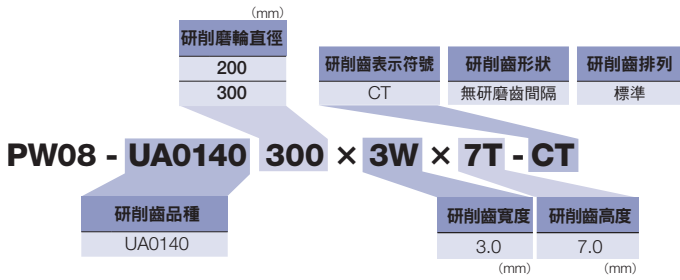 (mm)
研削磨輪直徑
200
300
研削齒表示符號 研削齒形狀 研削齒排列
CT 無研磨齒間隔 標準
PW08 - UA0140 300 × 3W × 7T - CT
研削齒品種 研削齒寬度 研削齒高度
UA0140 3.0 7.0
(mm) (mm)